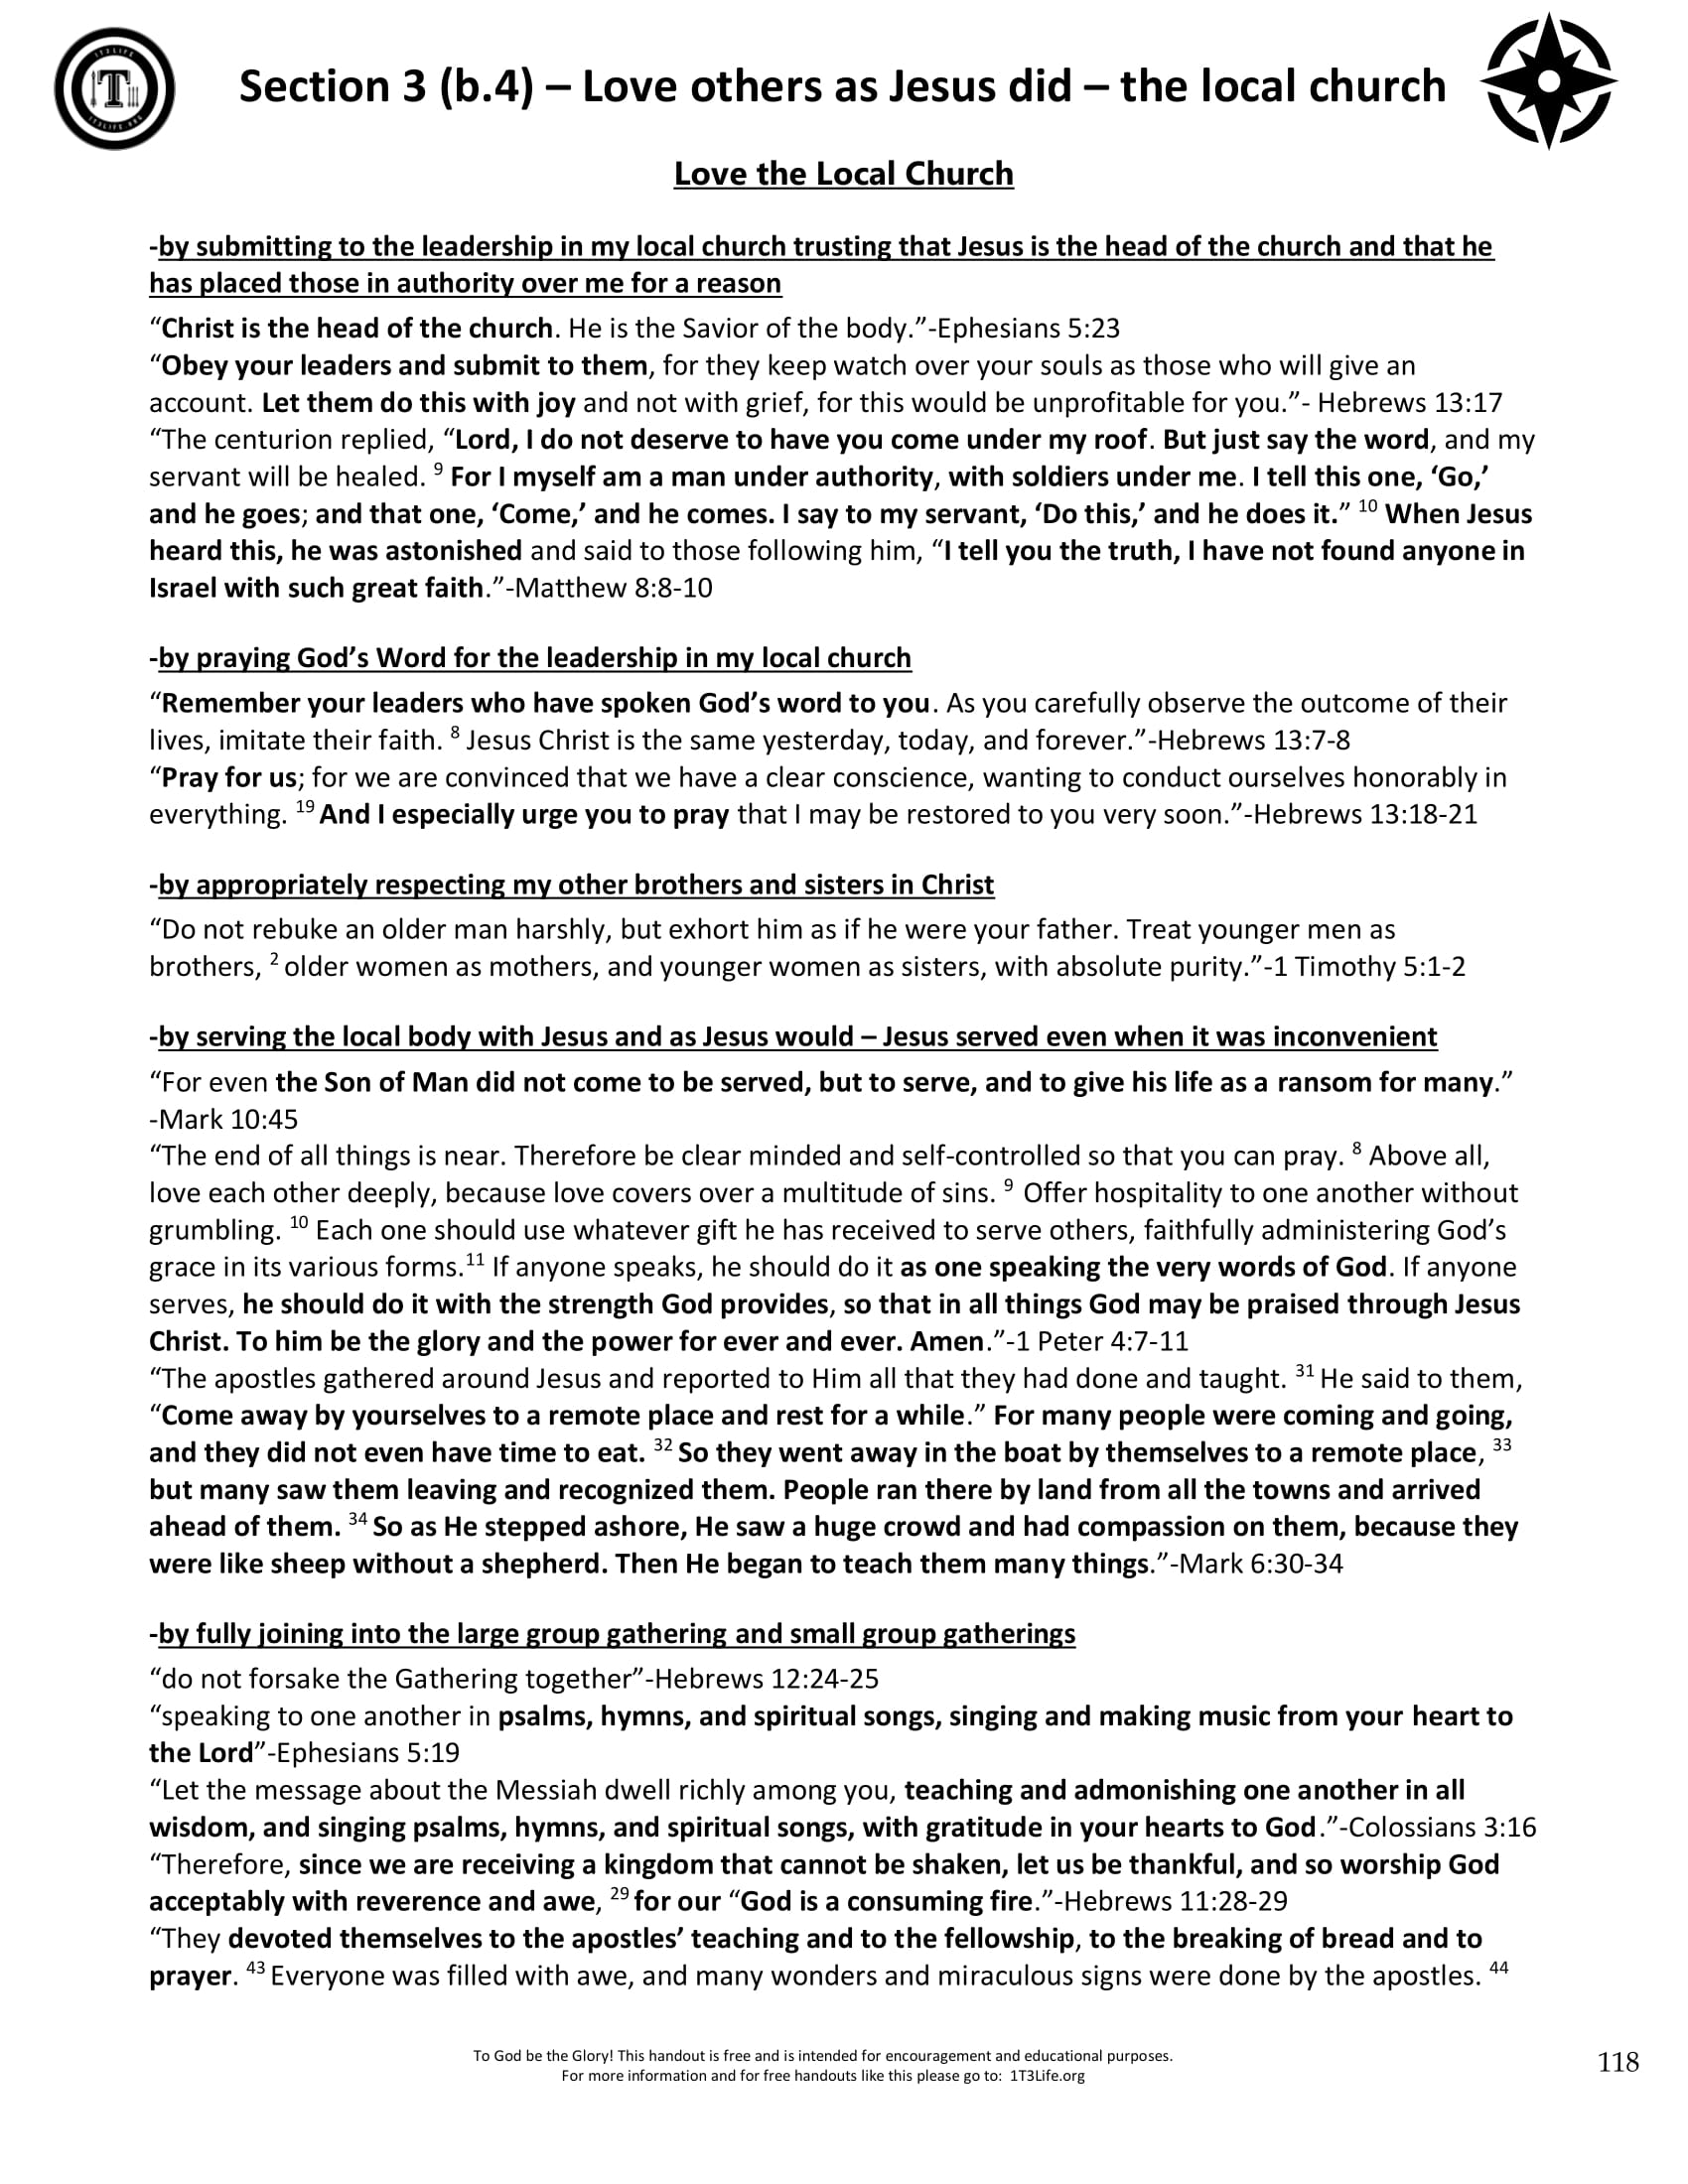 1T3LIFE
T
1T3LIFE.ORG
Section 3 (b.4) – Love others as Jesus did – the local church
Love the Local Church
-by submitting to the leadership in my local church trusting that Jesus is the head of the church and that he
has placed those in authority over me for a reason
“Christ is the head of the church. He is the Savior of the body.”-Ephesians 5:23
“Obey your leaders and submit to them, for they keep watch over your souls as those who will give an
account. Let them do this with joy and not with grief, for this would be unprofitable for you.”- Hebrews 13:17
“The centurion replied, “Lord, I do not deserve to have you come under my roof. But just say the word, and my
servant will be healed. 9 For I myself am a man under authority, with soldiers under me. I tell this one, ‘Go,’
and he goes; and that one, ‘Come,’ and he comes. I say to my servant, ‘Do this,’ and he does it.” 10 When Jesus
heard this, he was astonished and said to those following him, “I tell you the truth, I have not found anyone in
Israel with such great faith.”-Matthew 8:8-10
-by praying God’s Word for the leadership in my local church
“Remember your leaders who have spoken God’s word to you. As you carefully observe the outcome of their
lives, imitate their faith. 8 Jesus Christ is the same yesterday, today, and forever.”-Hebrews 13:7-8
“Pray for us; for we are convinced that we have a clear conscience, wanting to conduct ourselves honorably in
everything. 19 And I especially urge you to pray that I may be restored to you very soon.”-Hebrews 13:18-21
-by appropriately respecting my other brothers and sisters in Christ
“Do not rebuke an older man harshly, but exhort him as if he were your father. Treat younger men as
brothers, 2 older women as mothers, and younger women as sisters, with absolute purity.”-1 Timothy 5:1-2
-by serving the local body with Jesus and as Jesus would – Jesus served even when it was inconvenient
“For even the Son of Man did not come to be served, but to serve, and to give his life as a ransom for many.”
-Mark 10:45
“The end of all things is near. Therefore be clear minded and self-controlled so that you can pray. 8 Above all,
love each other deeply, because love covers over a multitude of sins. 9 Offer hospitality to one another without
grumbling. 10 Each one should use whatever gift he has received to serve others, faithfully administering God’s
grace in its various forms.11 If anyone speaks, he should do it as one speaking the very words of God. If anyone
serves, he should do it with the strength God provides, so that in all things God may be praised through Jesus
Christ. To him be the glory and the power for ever and ever. Amen.”-1 Peter 4:7-11
“The apostles gathered around Jesus and reported to Him all that they had done and taught. 31 He said to them,
“Come away by yourselves to a remote place and rest for a while.” For many people were coming and going,
and they did not even have time to eat. 32 So they went away in the boat by themselves to a remote place, 33
but many saw them leaving and recognized them. People ran there by land from all the towns and arrived
ahead of them. 34 So as He stepped ashore, He saw a huge crowd and had compassion on them, because they
were like sheep without a shepherd. Then He began to teach them many things.”-Mark 6:30-34
-by fully joining into the large group gathering and small group gatherings
“do not forsake the Gathering together”-Hebrews 12:24-25
“speaking to one another in psalms, hymns, and spiritual songs, singing and making music from your heart to
the Lord”-Ephesians 5:19
“Let the message about the Messiah dwell richly among you, teaching and admonishing one another in all
wisdom, and singing psalms, hymns, and spiritual songs, with gratitude in your hearts to God.”-Colossians 3:16
“Therefore, since we are receiving a kingdom that cannot be shaken, let us be thankful, and so worship God
acceptably with reverence and awe, 29 for our “God is a consuming fire.”-Hebrews 11:28-29
“They devoted themselves to the apostles’ teaching and to the fellowship, to the breaking of bread and to
prayer. 43 Everyone was filled with awe, and many wonders and miraculous signs were done by the apostles. 44
To God be the Glory! This handout is free and is intended for encouragement and educational purposes.
For more information and for free handouts like this please go to: 1T3Life.org
118